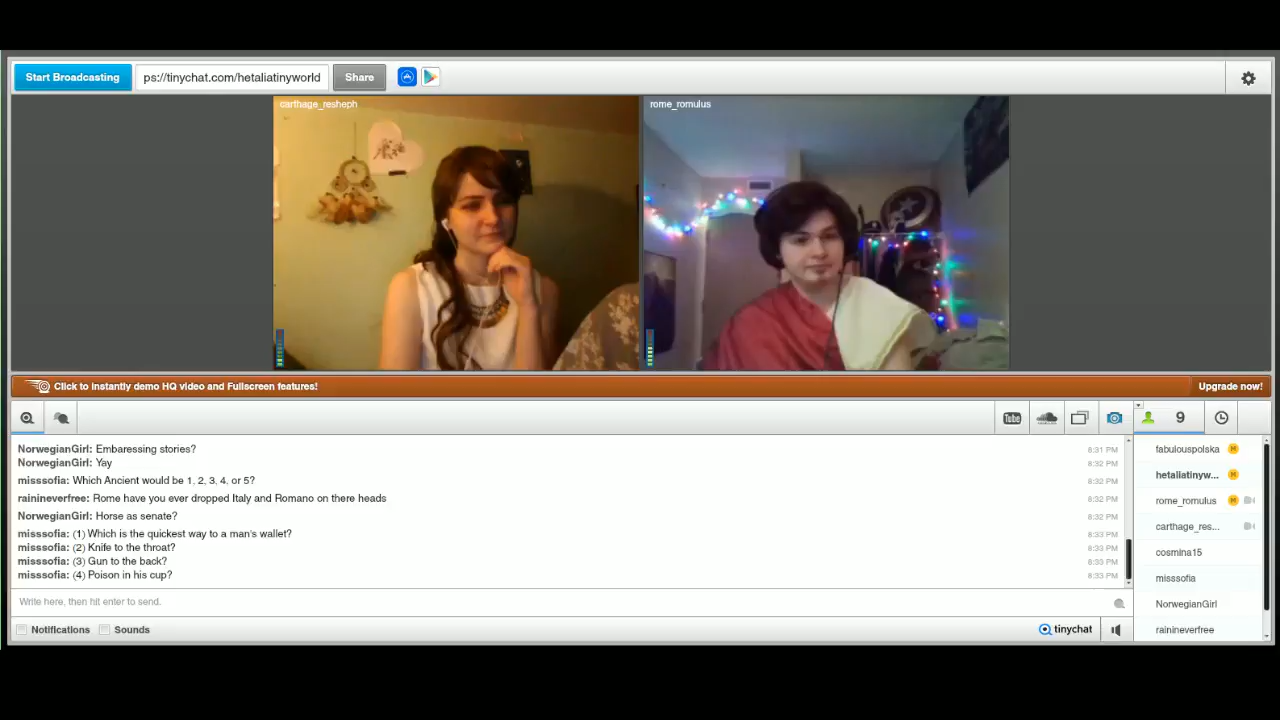 Start Broadcasting
ps://tinychat.com/hetaliatinyworld
Share
carthage_resheph
rome_romulus
Click to instantly demo HQ video and Fullscreen features!
Upgrade now!
You Tube
9
NorwegianGirl: Embaressing stories? 8:31 PM
NorwegianGirl: Yay 8:32 PM
misssofia: Which Ancient would be 1, 2, 3, 4, or 5? 8:32 PM
rainineverfree: Rome have you ever dropped Italy and Romano on there heads 8:32 PM
NorwegianGirl: Horse as senate? 8:32 PM
misssofia: (1) Which is the quickest way to a man's wallet? 8:33 PM
misssofia: (2) Knife to the throat? 8:33 PM
misssofia: (3) Gun to the back? 8:33 PM
misssofia: (4) Poison in his cup? 8:33 PM
fabulouspolska M
hetaliatinyw... M
rome_romulus M
carthage_res...
cosmina15
misssofia
NorwegianGirl
rainineverfree
Write here, then hit enter to send.
Notifications
Sounds
tinychat